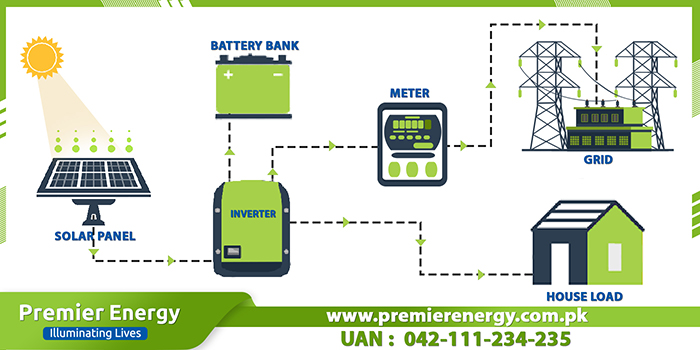 BATTERY BANK
METER
GRID
INVERTER
SOLAR PANEL
HOUSE LOAD
Premier Energy
Illuminating Lives
www.premierenergy.com.pk
UAN : 042-111-234-235